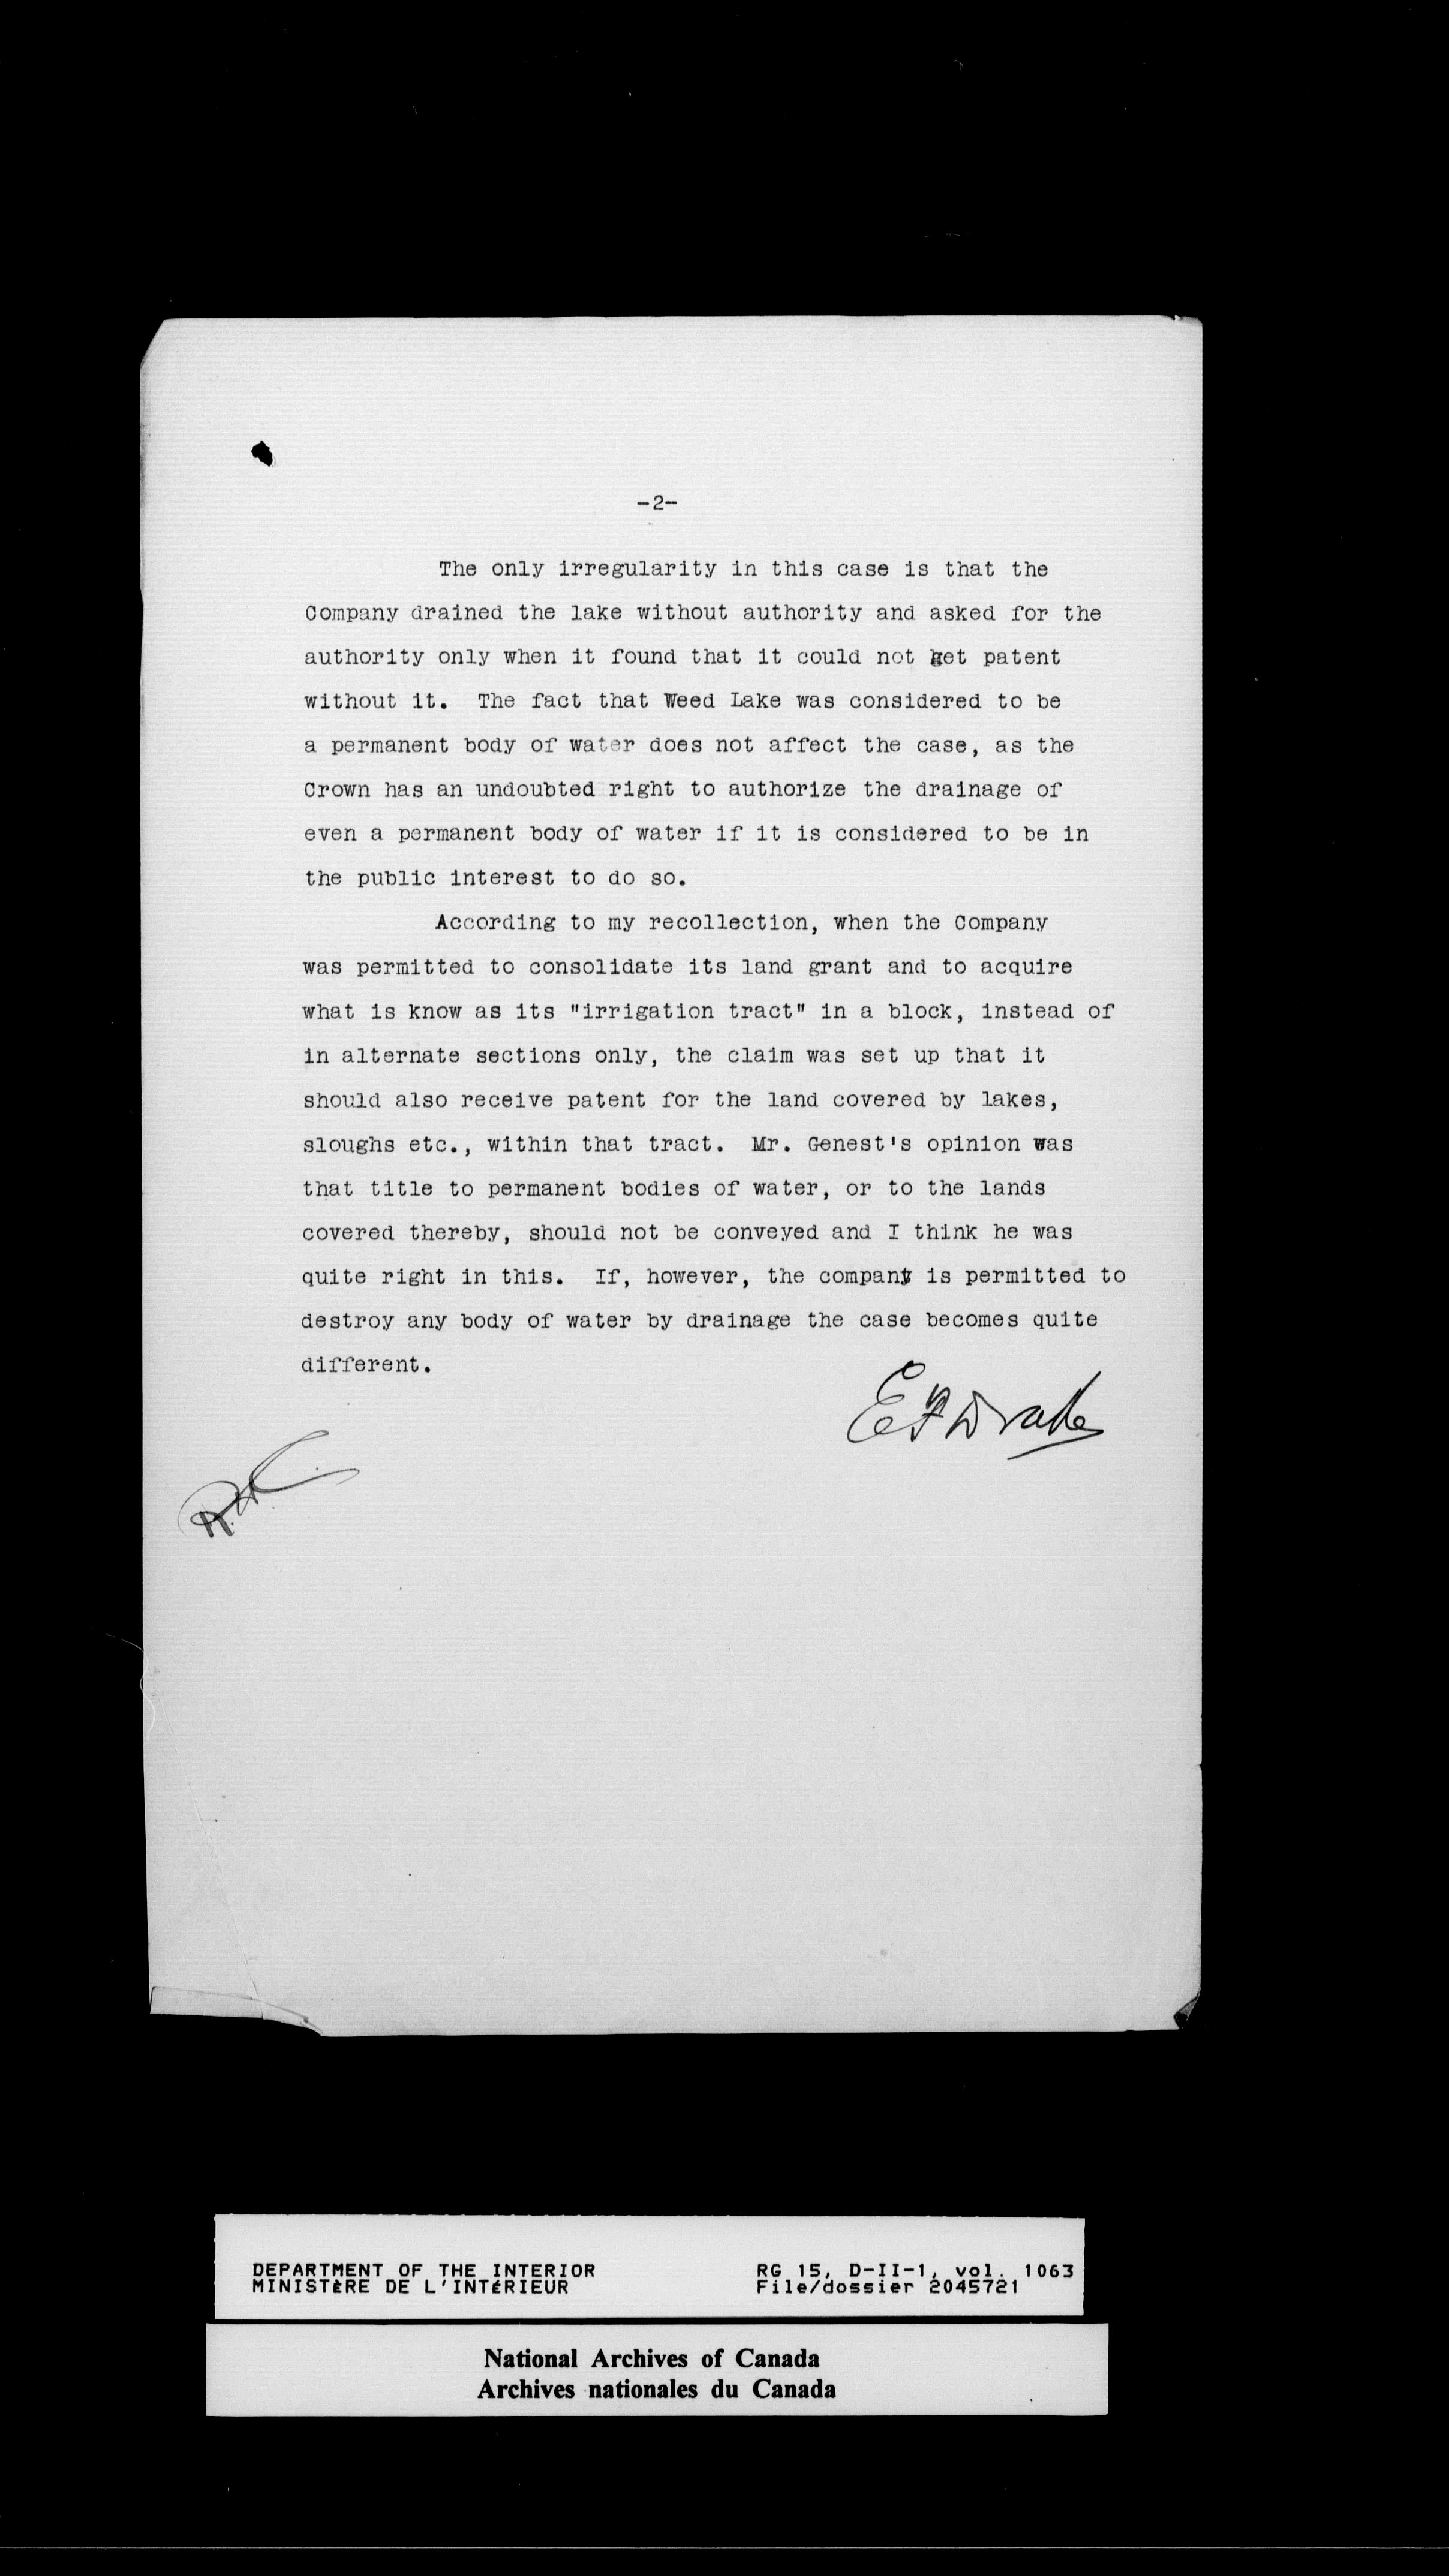 -2-
The only irregularity in this case is that the
Company drained the lake without authority and asked for the
authority only when it found that it could not get patent
without it. The fact that Weed Lake was considered to be
a permanent body of water does not affect the case, as the
Crown has an undoubted right to authorize the drainage of
even a permanent body of water if it is considered to be in
the public interest to do so.
According to my recollection, when the Company
was permitted to consolidate its land grant and to acquire
what is know as its "irrigation tract" in a block, instead of
in alternate sections only, the claim was set up that it
should also receive patent for the land covered by lakes,
sloughs etc., within that tract. Mr. Genest's opinion was
that title to permanent bodies of water, or to the lands
covered thereby, should not be conveyed and I think he was
quite right in this. If, however, the company is permitted to
destroy any body of water by drainage the case becomes quite
different.
E F Drake
DEPARTMENT OF THE INTERIOR
MINISTÈRE DE L'INTÉRIEUR
RG 15, D-II-1, vol. 1063
File/dossier 2045721
National Archives of Canada
Archives nationales du Canada